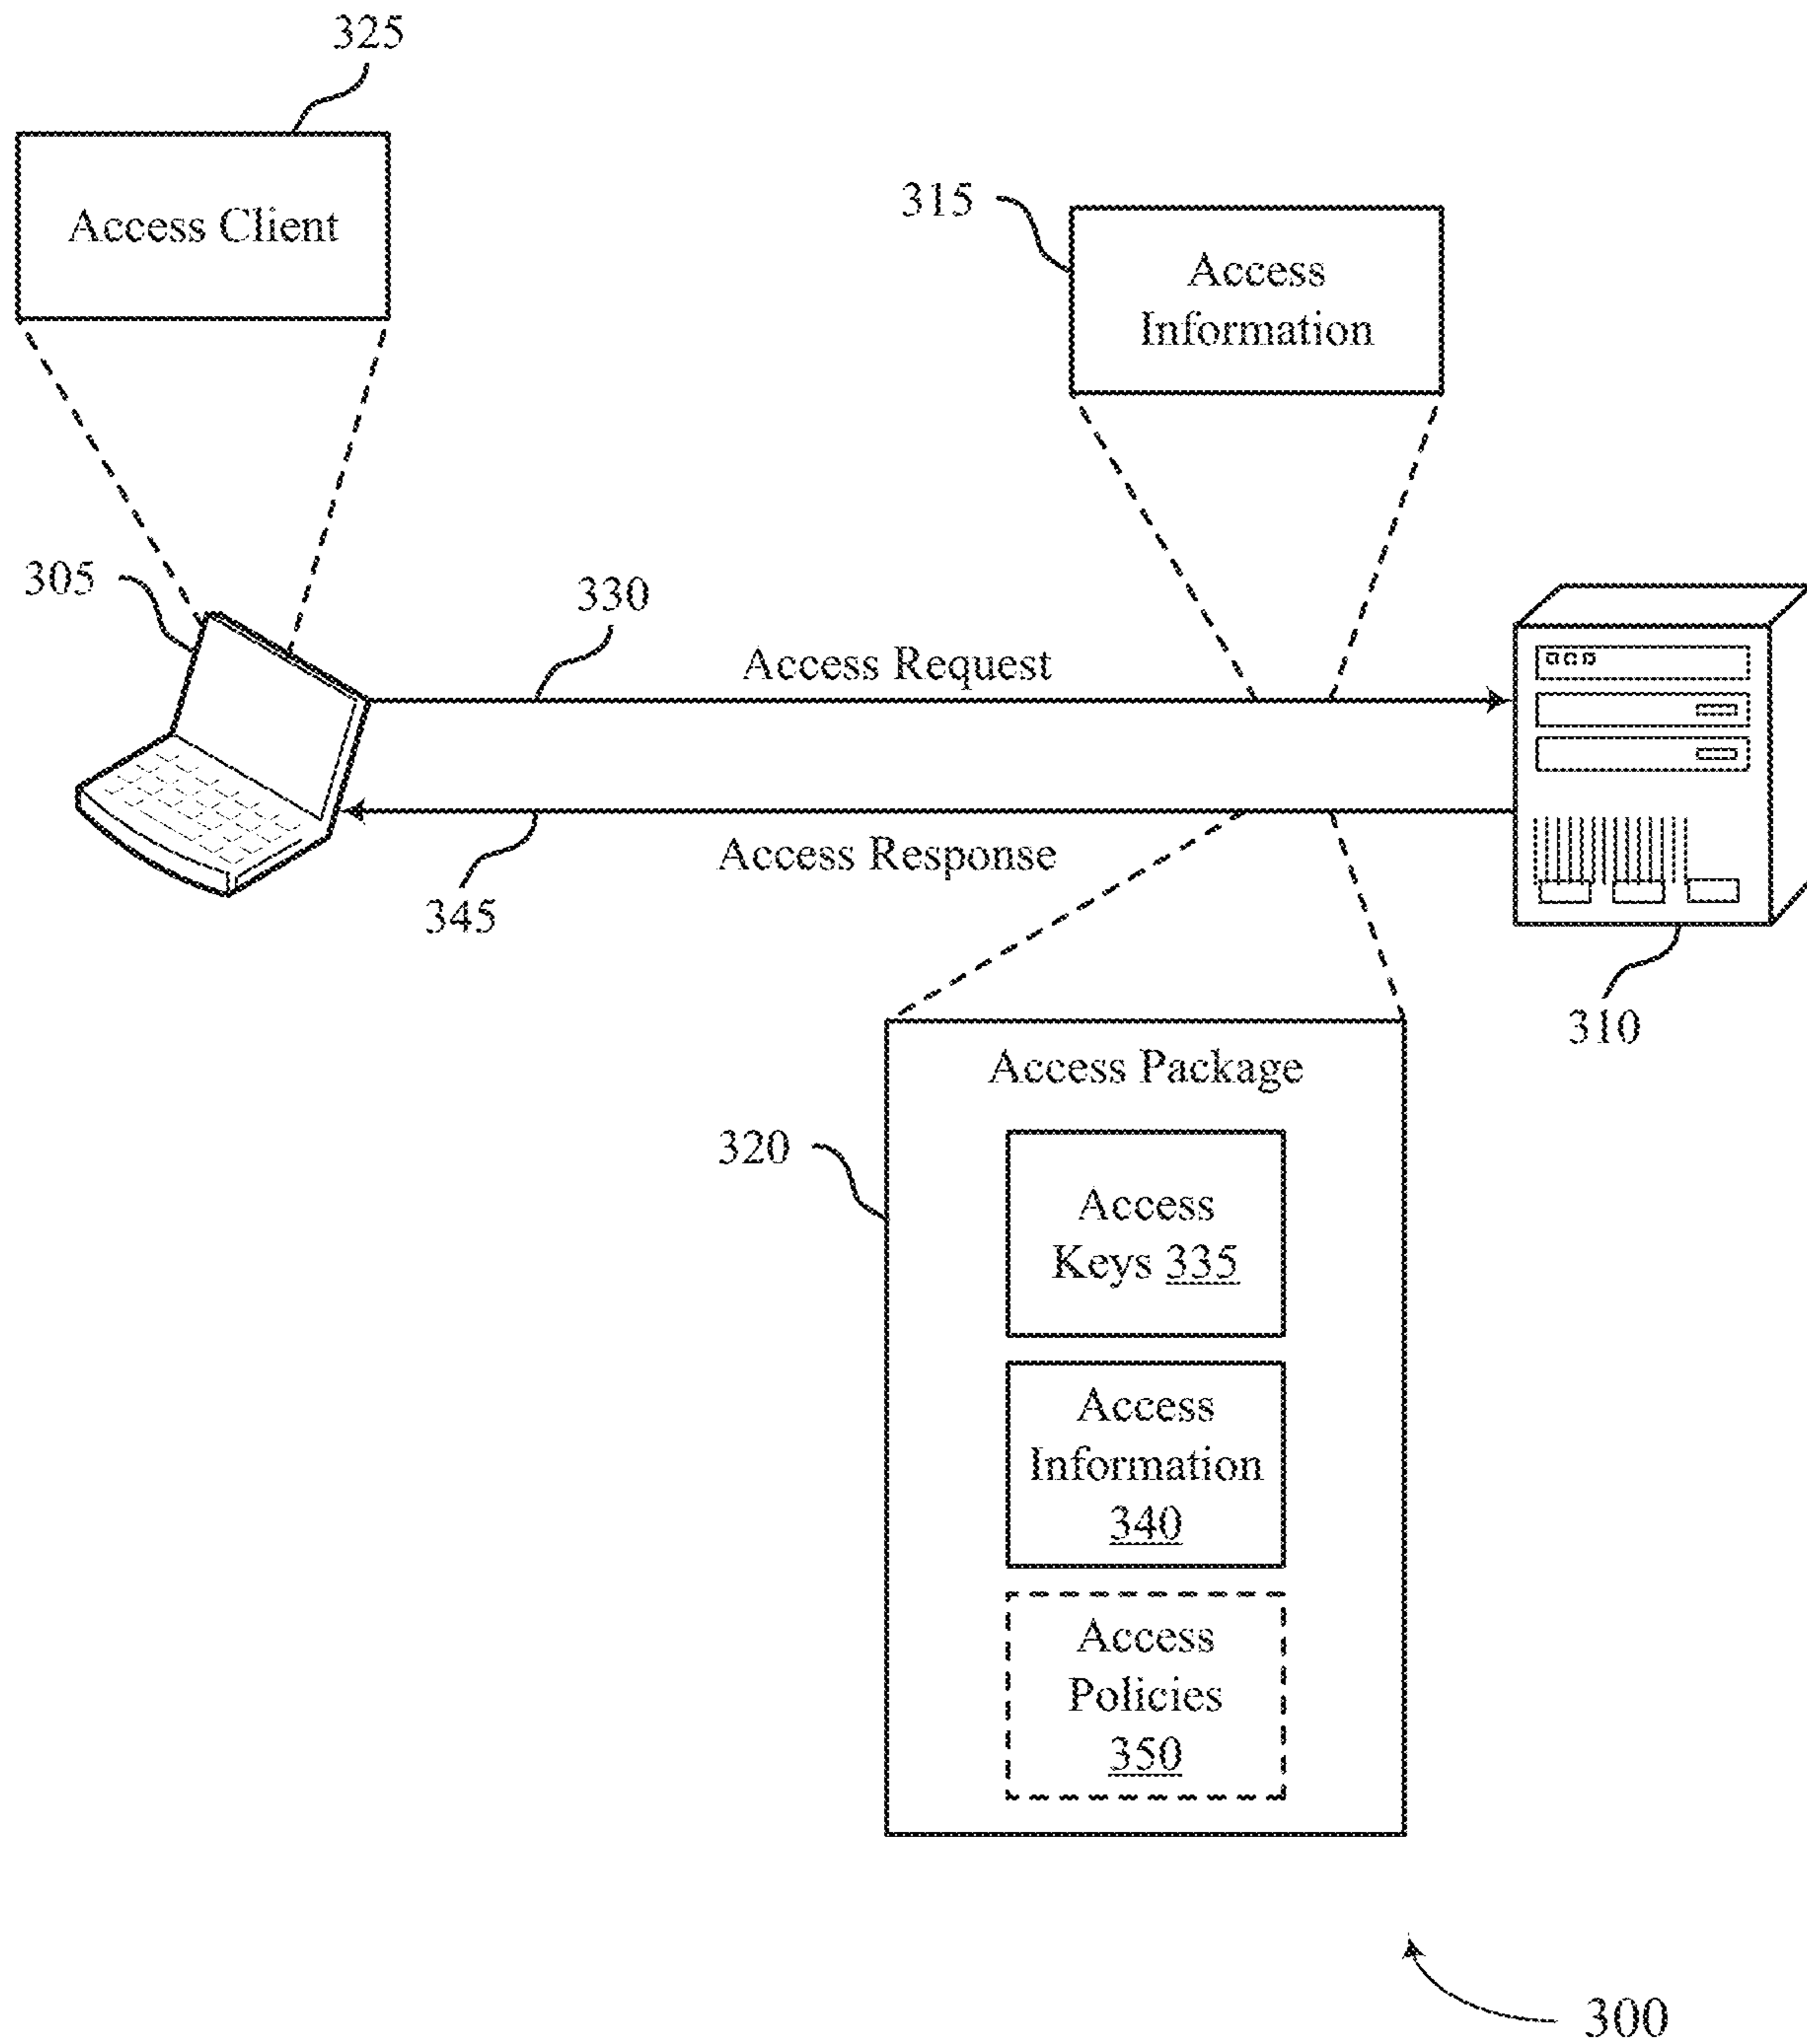 325
Access Client
315
Access
Information
305
330
Access Request
Access Response
345
310
Access Package
320
Access
Keys 335
Access
Information
340
Access
Policies
350
300